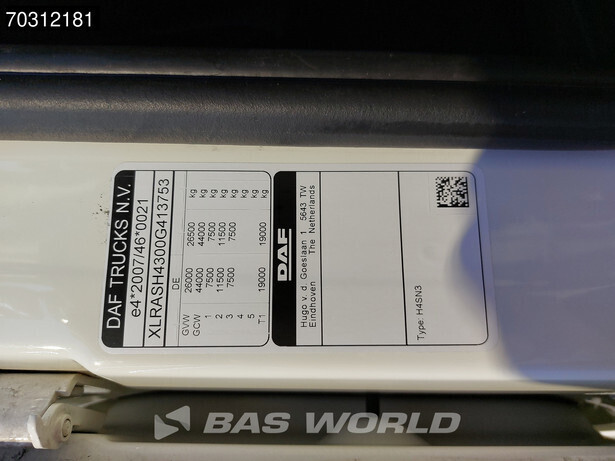 70312181
DAF TRUCKS N.V.
e4*2007/46*0021
XLRASH4300G413753
DE
GVW 26000 26500 kg
GCW 44000 44000 kg
1 7500 7500 kg
2 11500 11500 kg
3 7500 7500 kg
4 kg
5 kg
T1 19000 19000 kg
DAF
Hugo v. d. Goeslaan 1 5643 TW
Eindhoven The Netherlands
Type: H4SN3
BAS WORLD